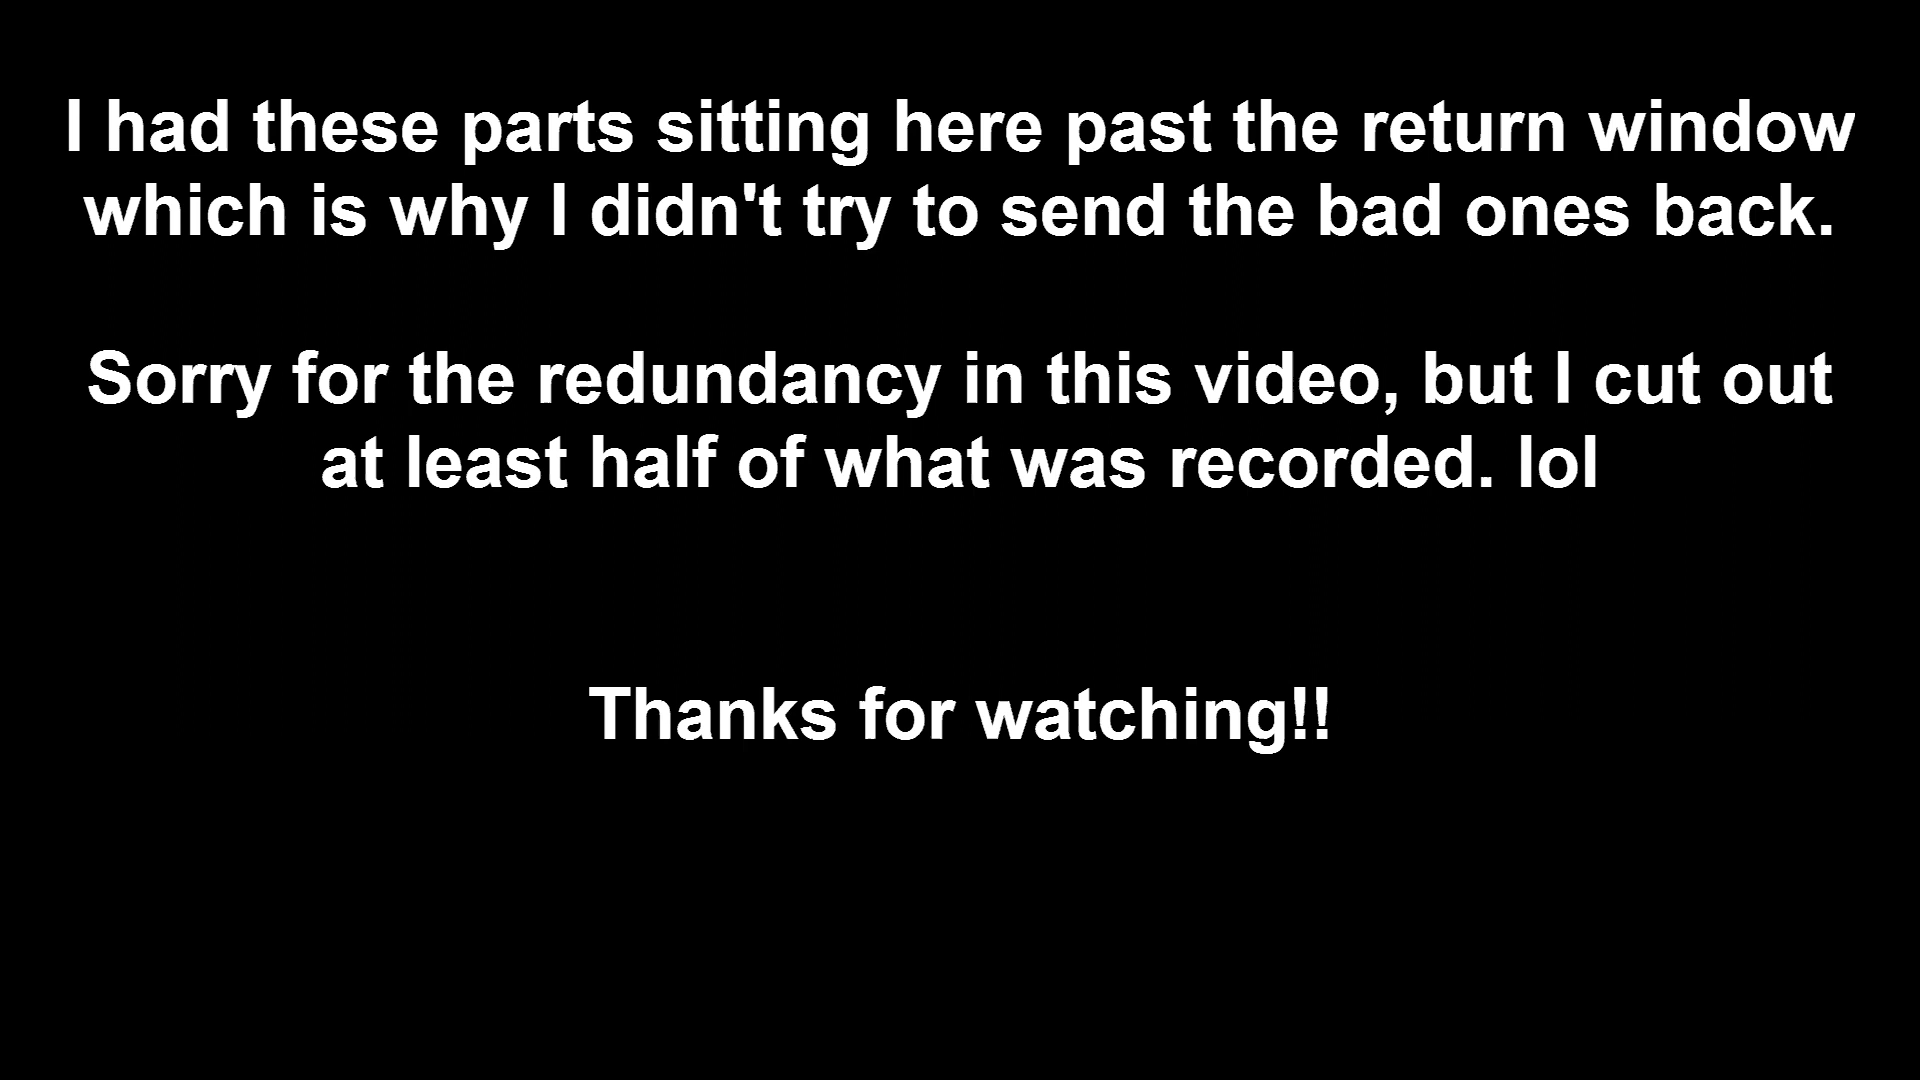 I had these parts sitting here past the return window
which is why I didn't try to send the bad ones back.
Sorry for the redundancy in this video, but I cut out
at least half of what was recorded. lol
Thanks for watching!!